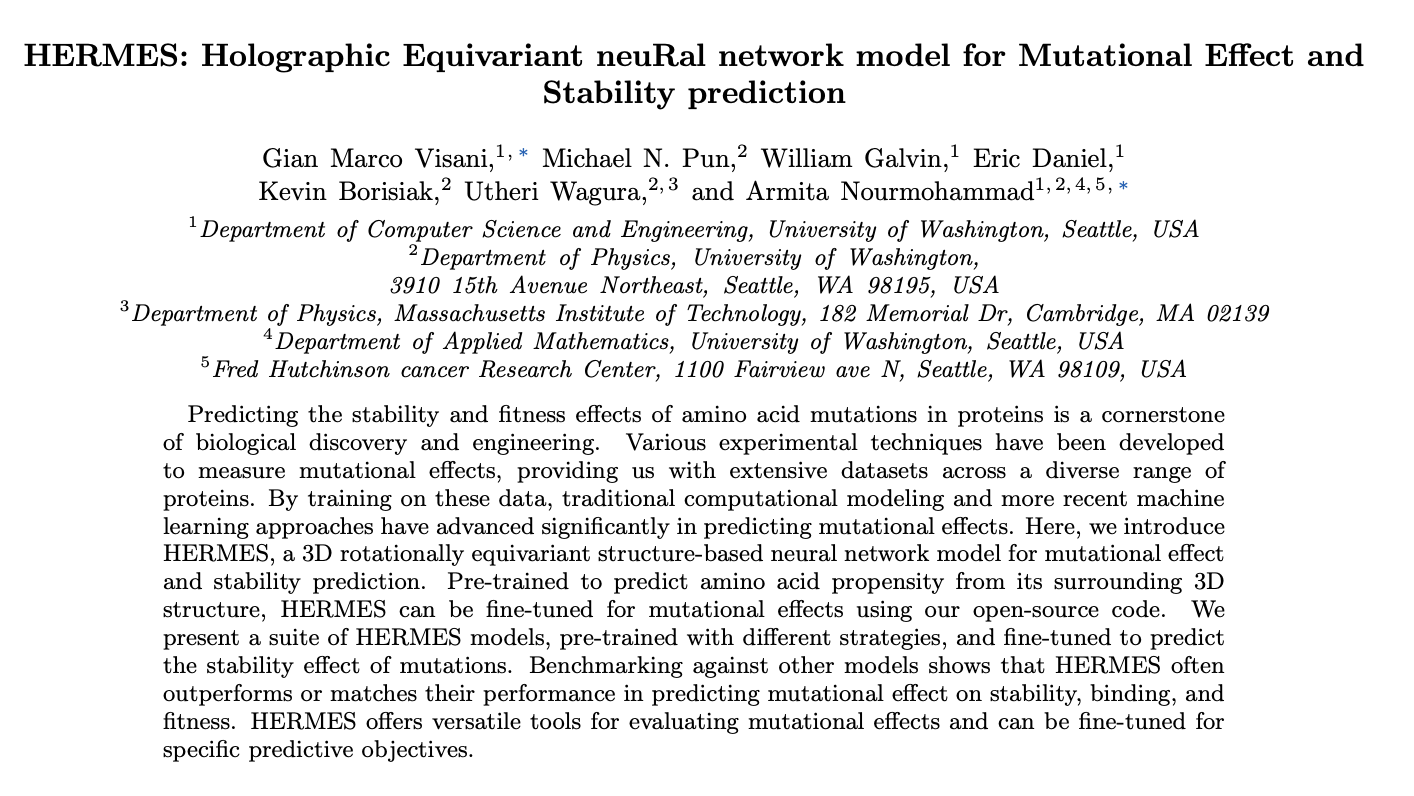 HERMES: Holographic Equivariant neuRal network model for Mutational Effect and
Stability prediction
Gian Marco Visani,1, * Michael N. Pun,2 William Galvin,1 Eric Daniel,1
Kevin Borisiak,2 Utheri Wagura,2, 3 and Armita Nourmohammad1, 2, 4, 5, *
1Department of Computer Science and Engineering, University of Washington, Seattle, USA
2Department of Physics, University of Washington,
3910 15th Avenue Northeast, Seattle, WA 98195, USA
3Department of Physics, Massachusetts Institute of Technology, 182 Memorial Dr, Cambridge, MA 02139
4Department of Applied Mathematics, University of Washington, Seattle, USA
5Fred Hutchinson cancer Research Center, 1100 Fairview ave N, Seattle, WA 98109, USA
Predicting the stability and fitness effects of amino acid mutations in proteins is a cornerstone
of biological discovery and engineering. Various experimental techniques have been developed
to measure mutational effects, providing us with extensive datasets across a diverse range of
proteins. By training on these data, traditional computational modeling and more recent machine
learning approaches have advanced significantly in predicting mutational effects. Here, we introduce
HERMES, a 3D rotationally equivariant structure-based neural network model for mutational effect
and stability prediction. Pre-trained to predict amino acid propensity from its surrounding 3D
structure, HERMES can be fine-tuned for mutational effects using our open-source code. We
present a suite of HERMES models, pre-trained with different strategies, and fine-tuned to predict
the stability effect of mutations. Benchmarking against other models shows that HERMES often
outperforms or matches their performance in predicting mutational effect on stability, binding, and
fitness. HERMES offers versatile tools for evaluating mutational effects and can be fine-tuned for
specific predictive objectives.